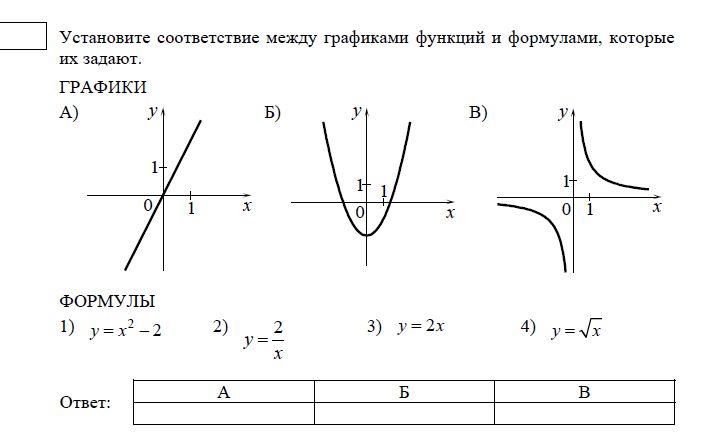 Установите соответствие между графиками функций и формулами, которые
их задают.
ГРАФИКИ
А) Б) В)
y 1 0 1 x
y 1 1 0 x
y 1 0 1 x
ФОРМУЛЫ
1) y = x² − 2 2) y = 2/x 3) y = 2x 4) y = √x
Ответ:
А Б В